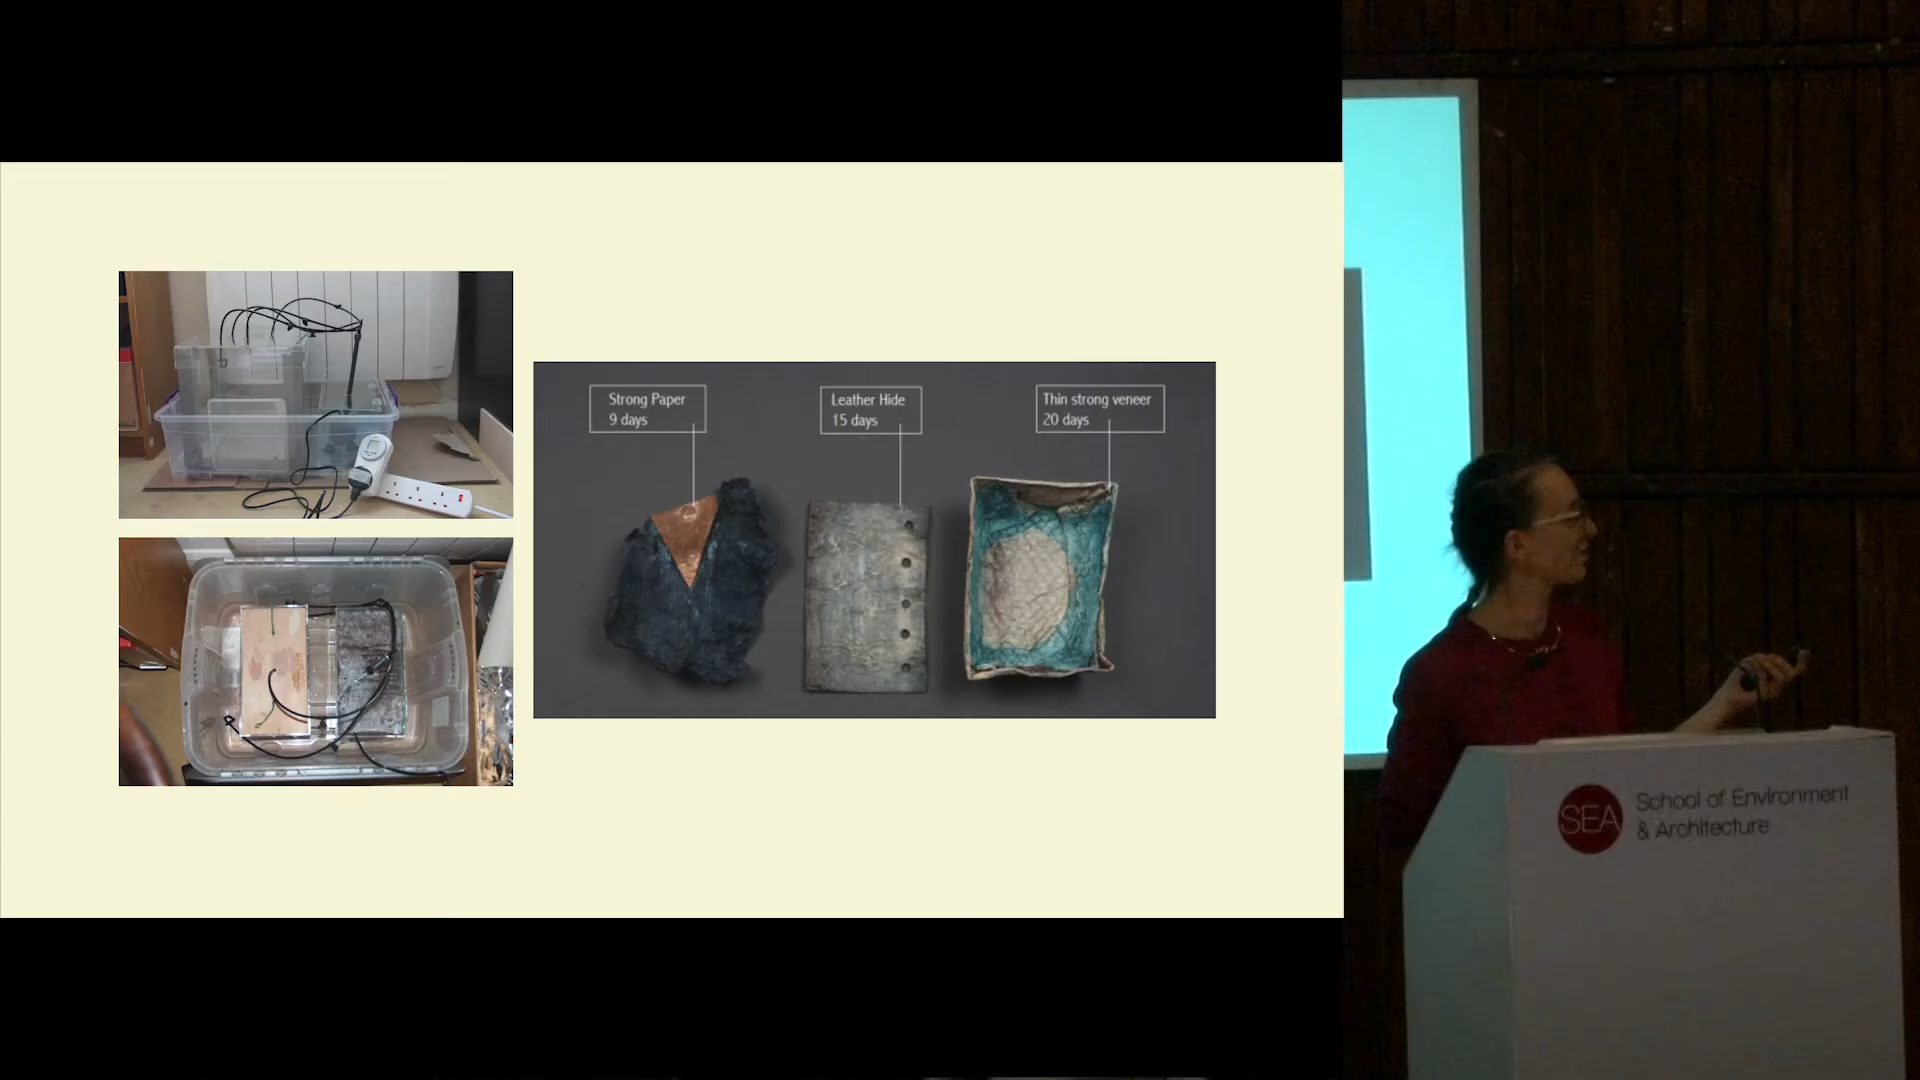 Strong Paper
9 days
Leather Hide
15 days
Thin strong veneer
20 days
SEA
School of Environment
& Architecture